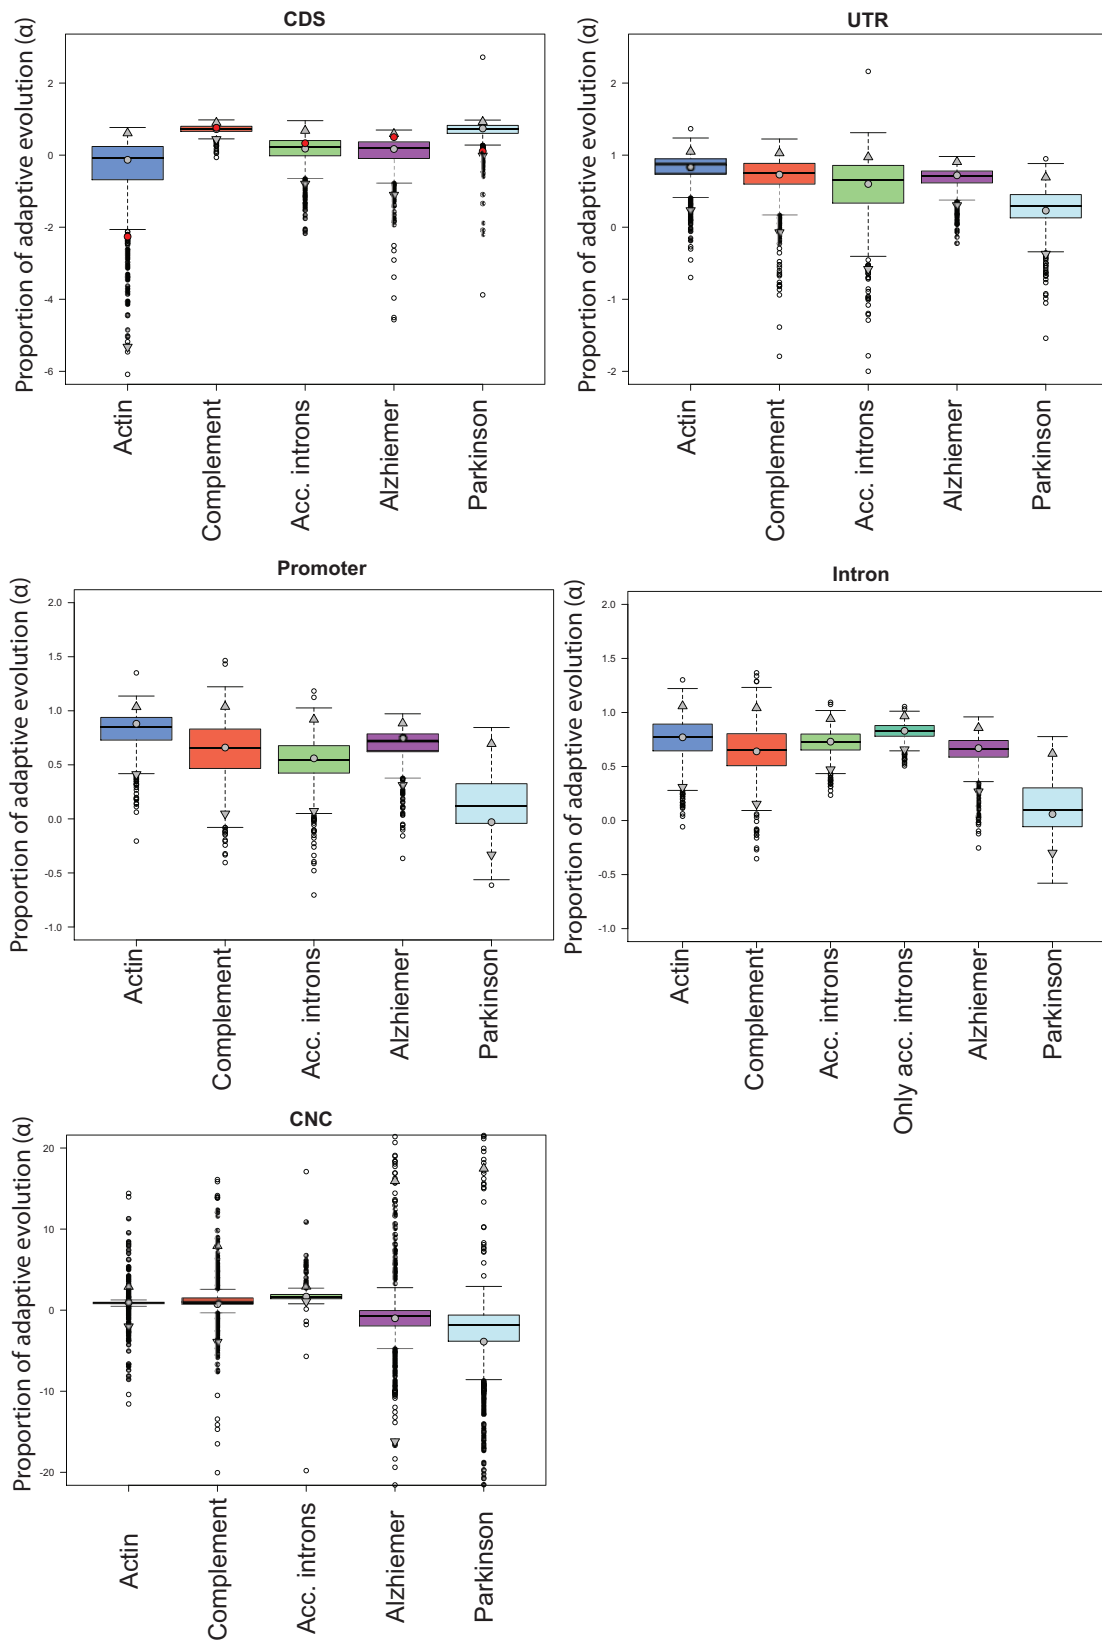 CDS
Proportion of adaptive evolution (α)
2
0
-2
-4
-6
Actin
Complement
Acc. introns
Alzhiemer
Parkinson
UTR
Proportion of adaptive evolution (α)
2
1
0
-1
-2
Actin
Complement
Acc. introns
Alzhiemer
Parkinson
Promoter
Proportion of adaptive evolution (α)
2.0
1.5
1.0
0.5
0.0
-0.5
-1.0
Actin
Complement
Acc. introns
Alzhiemer
Parkinson
Intron
Proportion of adaptive evolution (α)
2.0
1.5
1.0
0.5
0.0
-0.5
-1.0
Actin
Complement
Acc. introns
Only acc. introns
Alzhiemer
Parkinson
CNC
Proportion of adaptive evolution (α)
20
10
0
-10
-20
Actin
Complement
Acc. introns
Alzhiemer
Parkinson